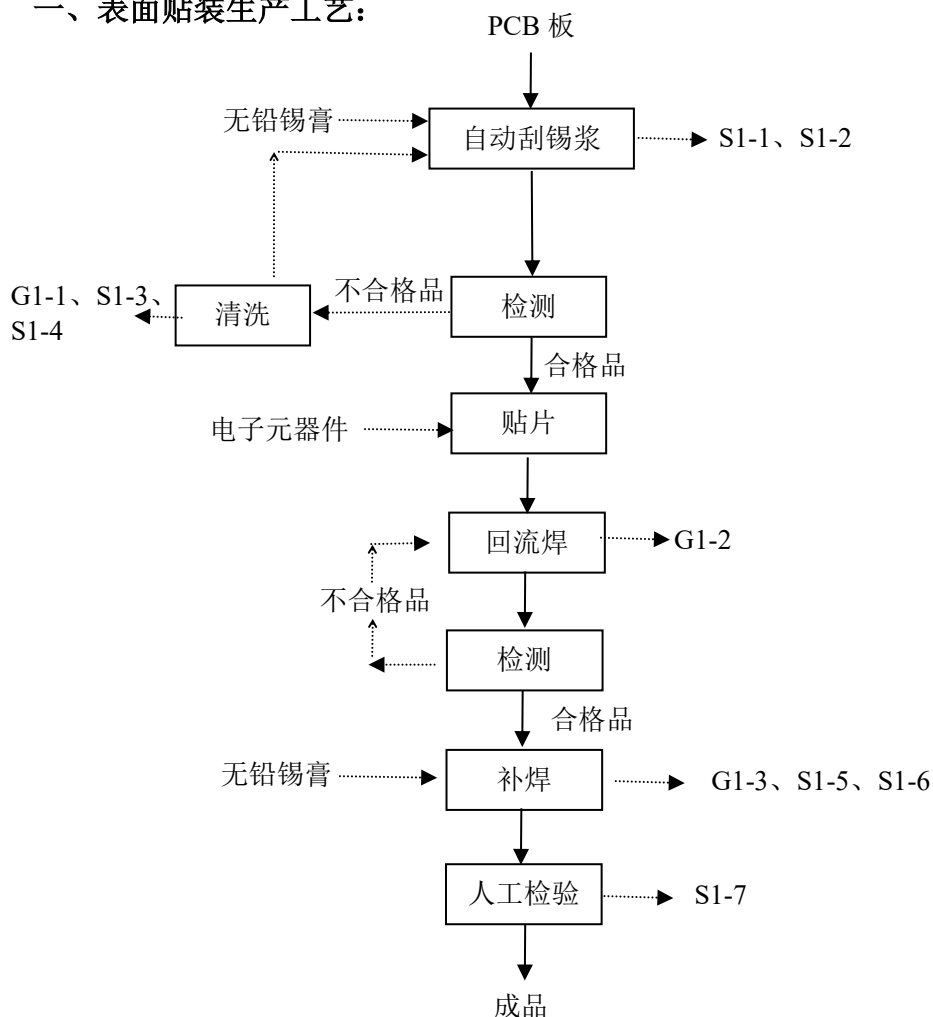 一、表面贴装生产工艺：
PCB 板
无铅锡膏
自动刮锡浆
S1-1、S1-2
G1-1、S1-3、
S1-4
清洗
不合格品
检测
合格品
电子元器件
贴片
回流焊
G1-2
不合格品
检测
合格品
无铅锡膏
补焊
G1-3、S1-5、S1-6
人工检验
S1-7
成品